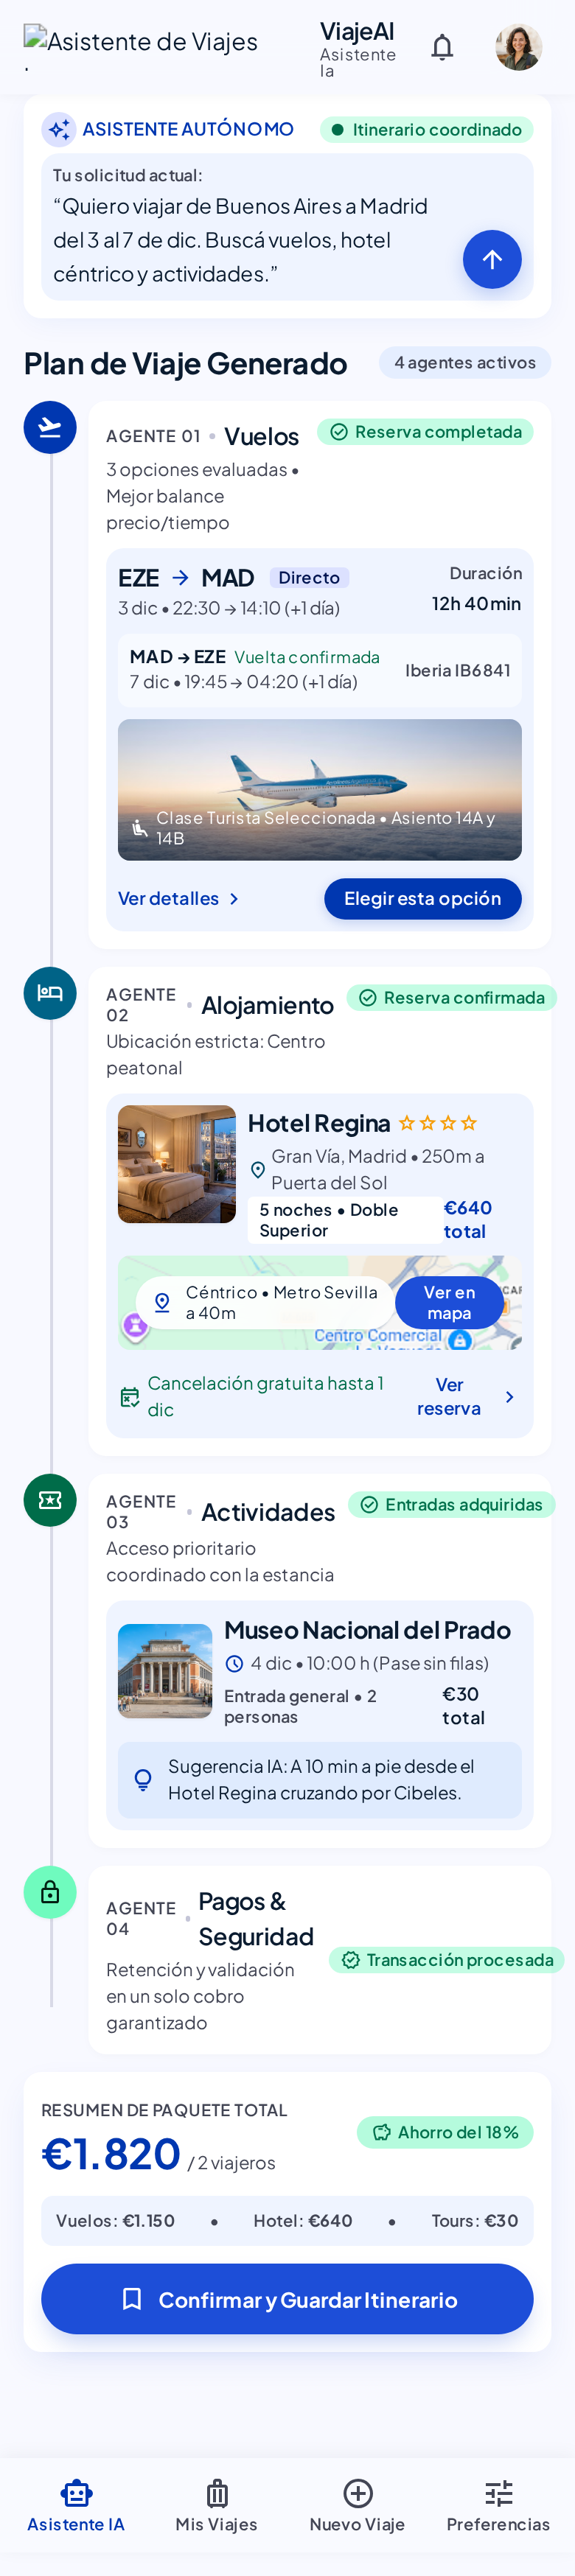 Asistente de Viajes
.
ViajeAI
Asistente
Ia
ASISTENTE AUTÓNOMO
Itinerario coordinado
Tu solicitud actual:
“Quiero viajar de Buenos Aires a Madrid
del 3 al 7 de dic. Buscá vuelos, hotel
céntrico y actividades.”
Plan de Viaje Generado
4 agentes activos
AGENTE 01 • Vuelos
Reserva completada
3 opciones evaluadas •
Mejor balance
precio/tiempo
EZE → MAD Directo
Duración
3 dic • 22:30 → 14:10 (+1 día)
12h 40min
MAD → EZE Vuelta confirmada
7 dic • 19:45 → 04:20 (+1 día)
Iberia IB6841
Clase Turista Seleccionada • Asiento 14A y
14B
Ver detalles
Elegir esta opción
AGENTE
02
• Alojamiento
Reserva confirmada
Ubicación estricta: Centro
peatonal
Hotel Regina
Gran Vía, Madrid • 250m a
Puerta del Sol
5 noches • Doble
Superior
€640
total
Céntrico • Metro Sevilla
a 40m
Ver en
mapa
Centro Comercial
Cancelación gratuita hasta 1
dic
Ver
reserva
AGENTE
03
• Actividades
Entradas adquiridas
Acceso prioritario
coordinado con la estancia
Museo Nacional del Prado
4 dic • 10:00 h (Pase sin filas)
Entrada general • 2
personas
€30
total
Sugerencia IA: A 10 min a pie desde el
Hotel Regina cruzando por Cibeles.
AGENTE
04
• Pagos &
Seguridad
Transacción procesada
Retención y validación
en un solo cobro
garantizado
RESUMEN DE PAQUETE TOTAL
€1.820 / 2 viajeros
Ahorro del 18%
Vuelos: €1.150 • Hotel: €640 • Tours: €30
Confirmar y Guardar Itinerario
Asistente IA
Mis Viajes
Nuevo Viaje
Preferencias